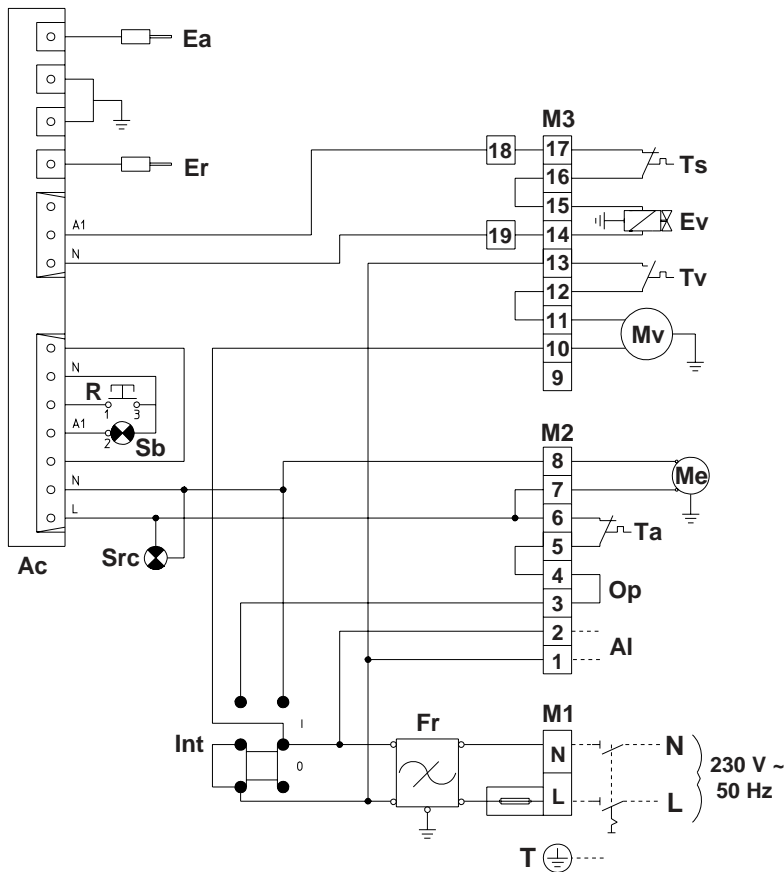 Ea
M3
18
17
Ts
16
Er
15
Ev
A1
19
14
N
13
Tv
12
11
Mv
10
N
9
R
1
3
A1
2
Sb
M2
8
N
7
Me
L
6
Ta
5
Src
Ac
4
Op
3
2
Al
1
I
Fr
M1
Int
N
N
0
230 V ~
50 Hz
L
L
T